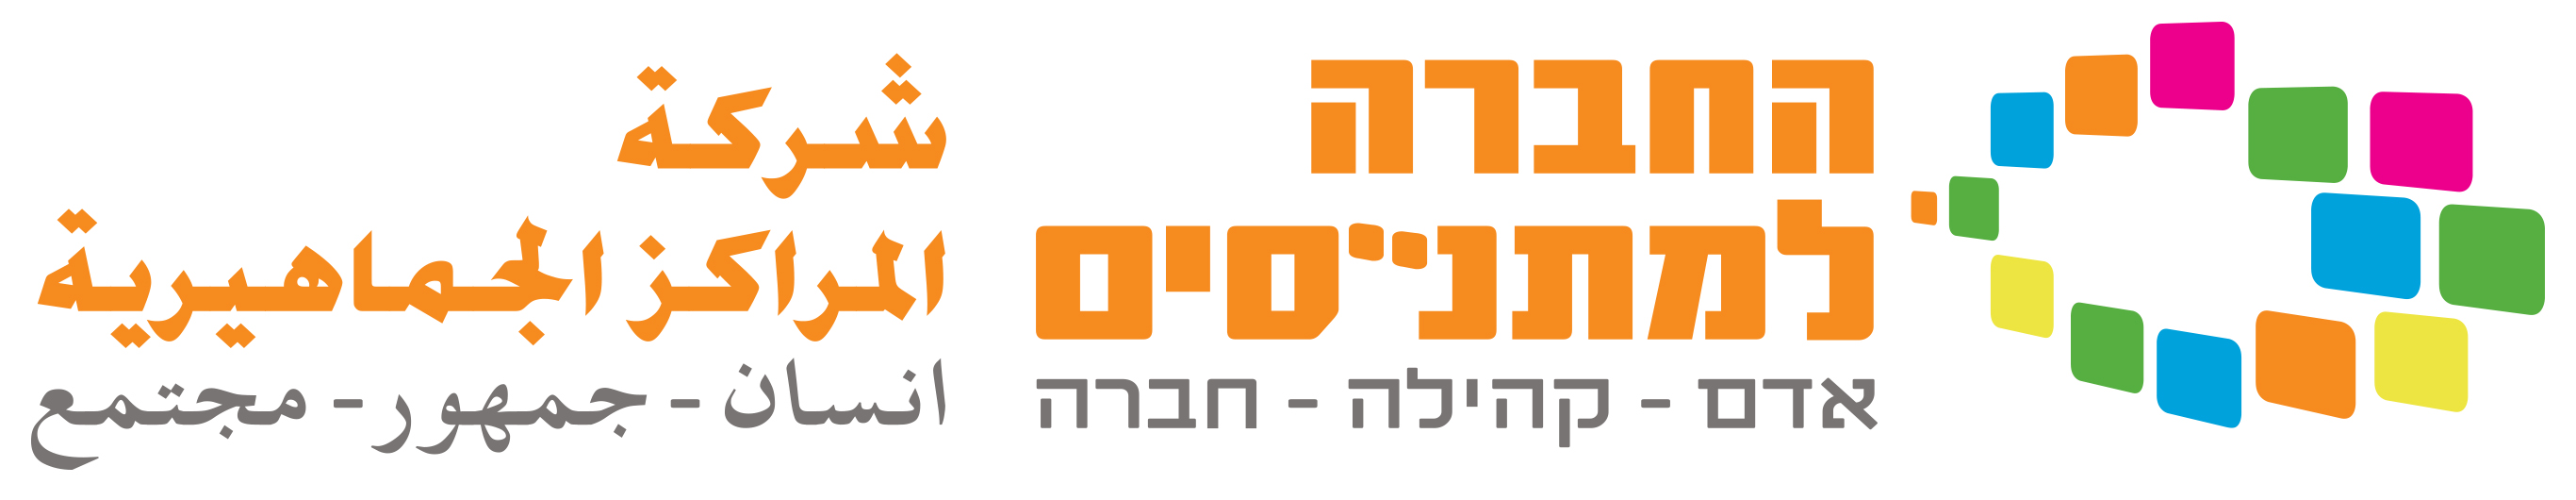 החברה
למתנ״סים
אדם - קהילה - חברה
شركة
المراكز الجماهيرية
انسان - جمهور - مجتمع